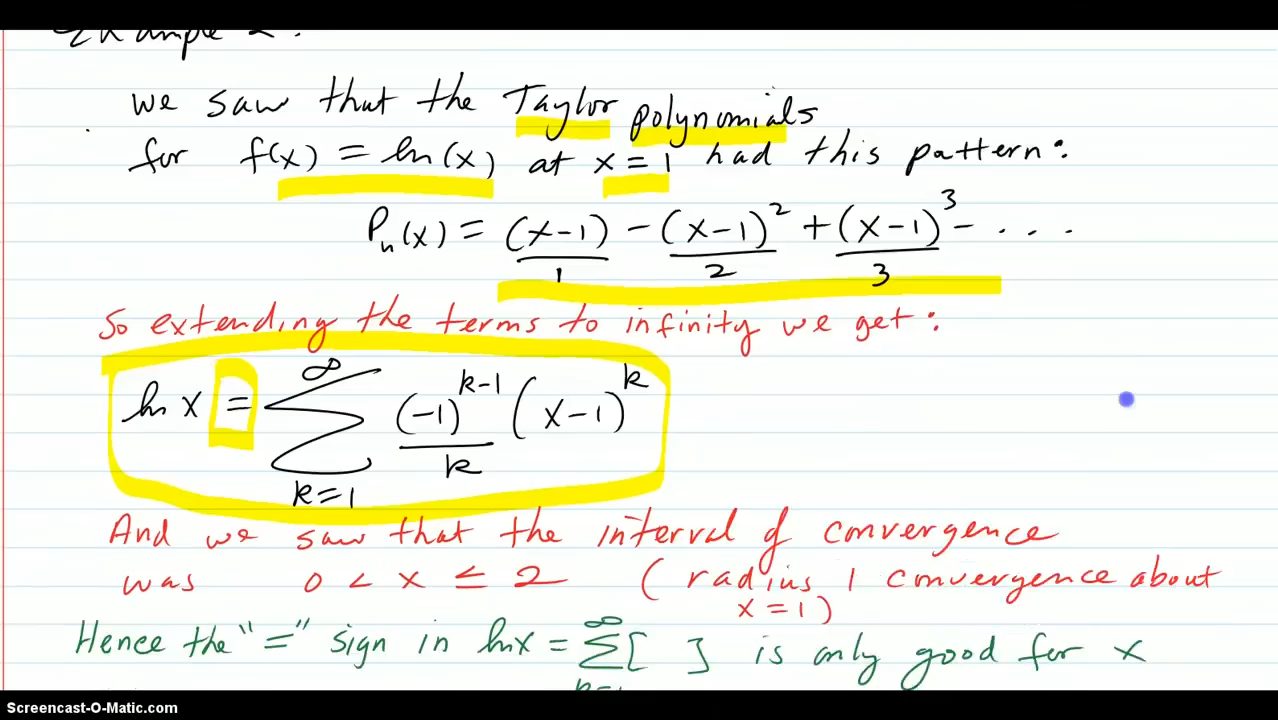 Example 2:
we saw that the Taylor polynomials
for f(x) = ln(x) at x = 1 had this pattern:
Pn(x) = (x-1)/1 - (x-1)^2/2 + (x-1)^3/3 - ....
So extending the terms to infinity we get:
ln x = ∑_{k=1}^{∞} (-1)^{k-1}/k (x-1)^k
And we saw that the interval of convergence
was 0 < x ≤ 2 (radius 1 convergence about
x = 1)
Hence the "=" sign in ln x = ∑_{k=1}^{∞} [ ] is only good for x
Screencast-O-Matic.com